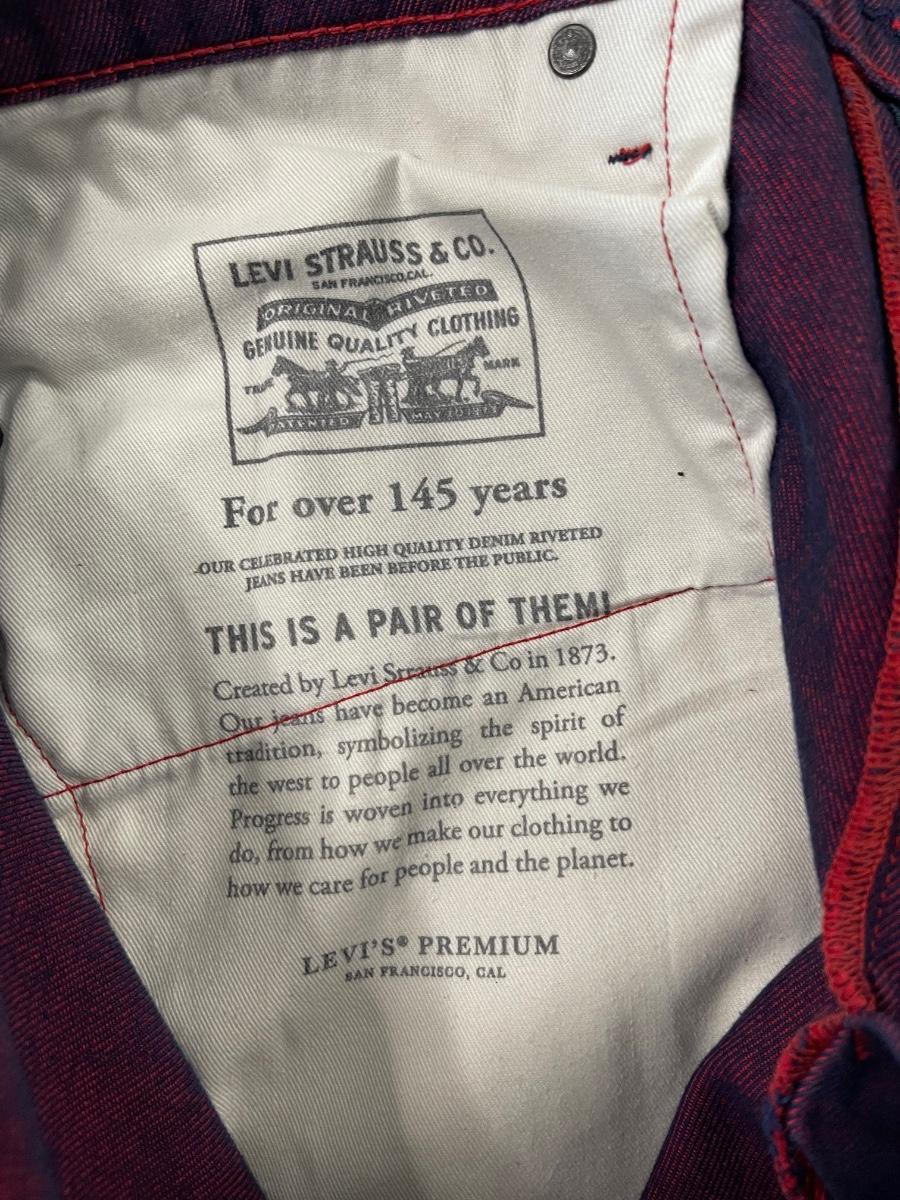 LEVI STRAUSS & CO.
SAN FRANCISCO, CAL.
ORIGINAL RIVETED
GENUINE QUALITY CLOTHING
TRADE MARK
PATENTED MAY 20 1873
For over 145 years
OUR CELEBRATED HIGH QUALITY DENIM RIVETED
JEANS HAVE BEEN BEFORE THE PUBLIC.
THIS IS A PAIR OF THEM!
Created by Levi Strauss & Co in 1873.
Our jeans have become an American
tradition, symbolizing the spirit of
the west to people all over the world.
Progress is woven into everything we
do, from how we make our clothing to
how we care for people and the planet.
LEVI'S® PREMIUM
SAN FRANCISCO, CAL